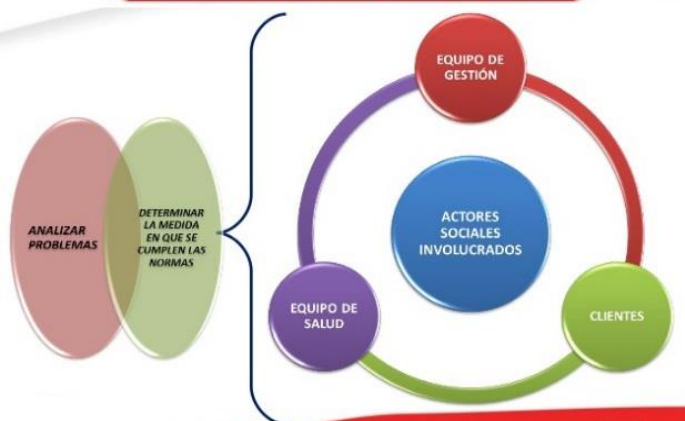 ANALIZAR
PROBLEMAS
DETERMINAR
LA MEDIDA
EN QUE SE
CUMPLEN LAS
NORMAS
EQUIPO DE
GESTIÓN
ACTORES
SOCIALES
INVOLUCRADOS
EQUIPO DE
SALUD
CLIENTES